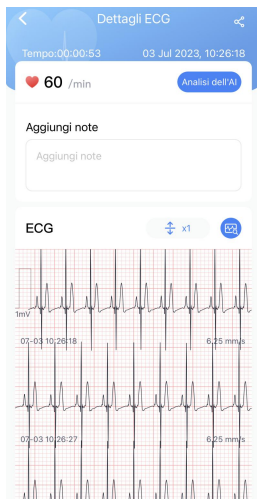 Dettagli ECG
Tempo:00:00:53 03 Jul 2023, 10:26:18
60 /min Analisi dell'AI
Aggiungi note
Aggiungi note
ECG x1
1mV
07-03 10:26:18 6,25 mm/s
07-03 10:26:27 6,25 mm/s